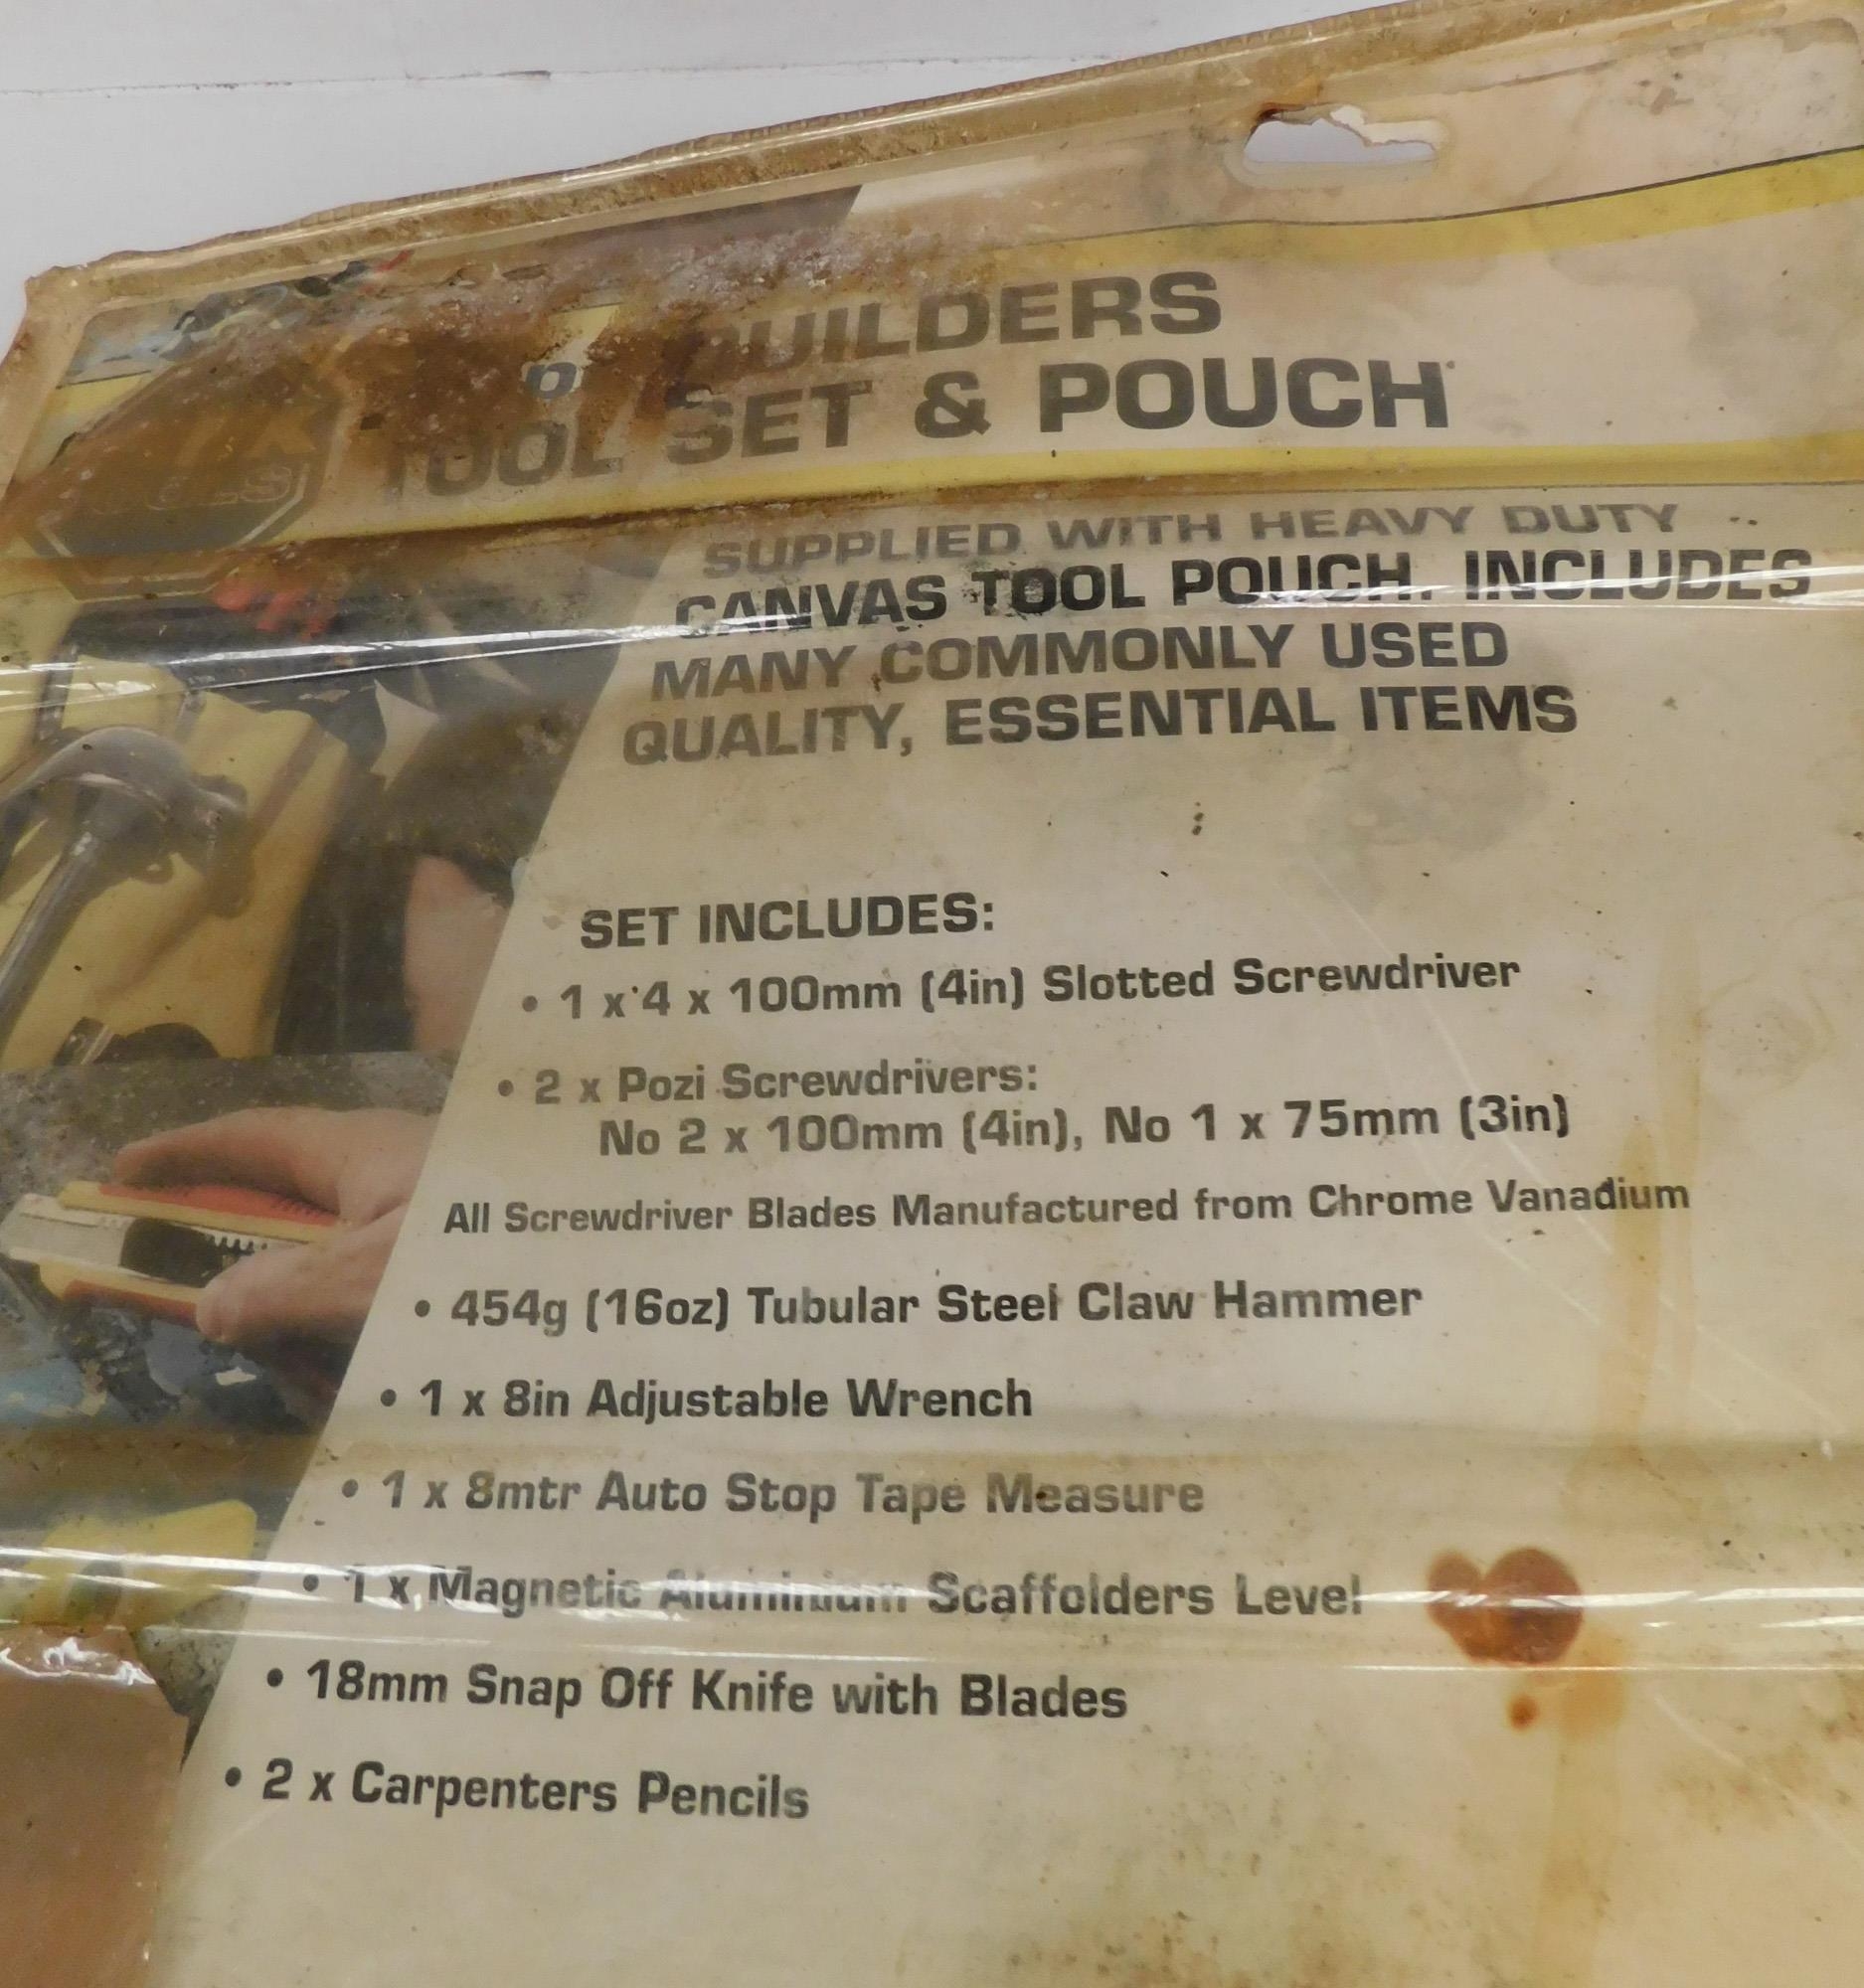 BUILDERS
TOOL SET & POUCH
SUPPLIED WITH HEAVY DUTY
CANVAS TOOL POUCH. INCLUDES
MANY COMMONLY USED
QUALITY, ESSENTIAL ITEMS
SET INCLUDES:
• 1 x 4 x 100mm (4in) Slotted Screwdriver
• 2 x Pozi Screwdrivers:
No 2 x 100mm (4in), No 1 x 75mm (3in)
All Screwdriver Blades Manufactured from Chrome Vanadium
• 454g (16oz) Tubular Steel Claw Hammer
• 1 x 8in Adjustable Wrench
• 1 x 8mtr Auto Stop Tape Measure
• 1 x Magnetic Aluminium Scaffolders Level
• 18mm Snap Off Knife with Blades
• 2 x Carpenters Pencils